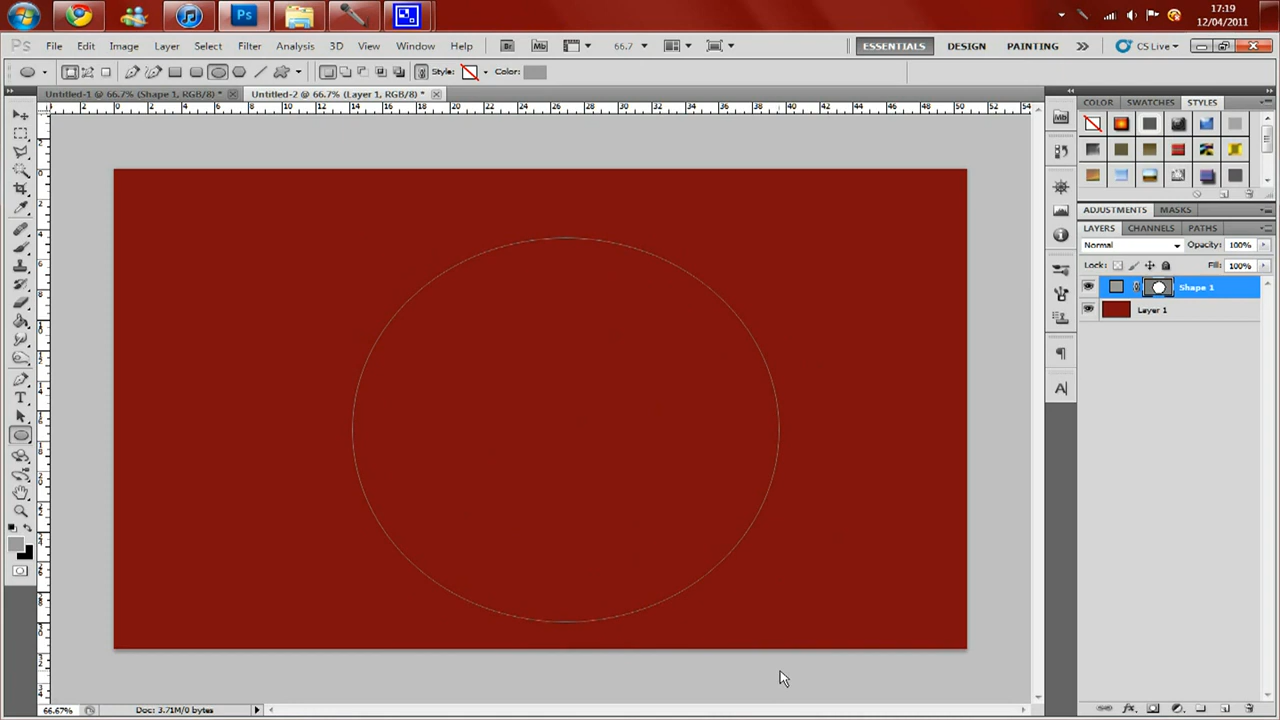 17:19
12/04/2011
Ps File Edit Image Layer Select Filter Analysis 3D View Window Help Br Mb 66.7 ESSENTIALS DESIGN PAINTING CS Live
Style: Color:
Untitled-1 @ 66.7% (Shape 1, RGB/8) * Untitled-2 @ 66.7% (Layer 1, RGB/8) *
COLOR SWATCHES STYLES
ADJUSTMENTS MASKS
LAYERS CHANNELS PATHS
Normal Opacity: 100%
Lock: Fill: 100%
Shape 1
Layer 1
66.67% Doc: 3.71M/0 bytes